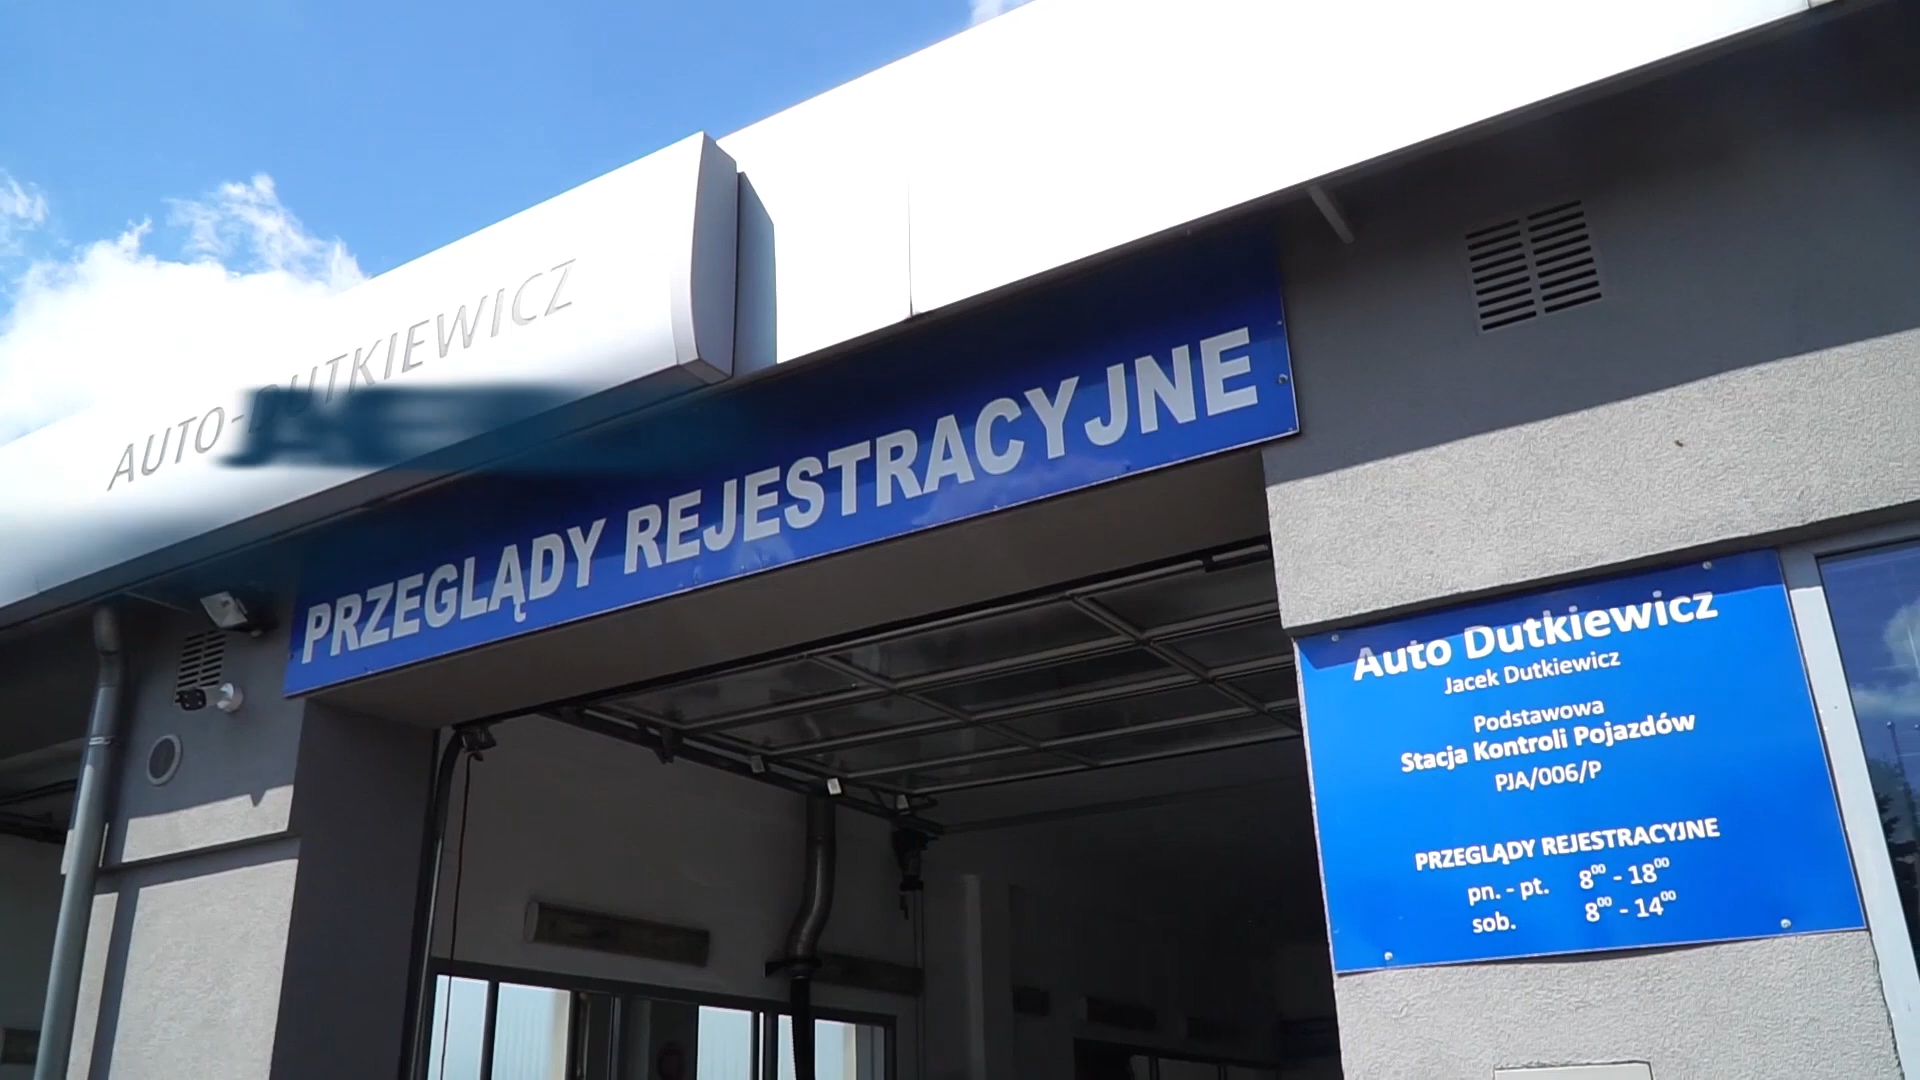 AUTO-DUTKIEWICZ
PRZEGLĄDY REJESTRACYJNE
Auto Dutkiewicz
Jacek Dutkiewicz
Podstawowa
Stacja Kontroli Pojazdów
PJA/006/P
PRZEGLĄDY REJESTRACYJNE
pn. - pt. 8⁰⁰ - 18⁰⁰
sob. 8⁰⁰ - 14⁰⁰